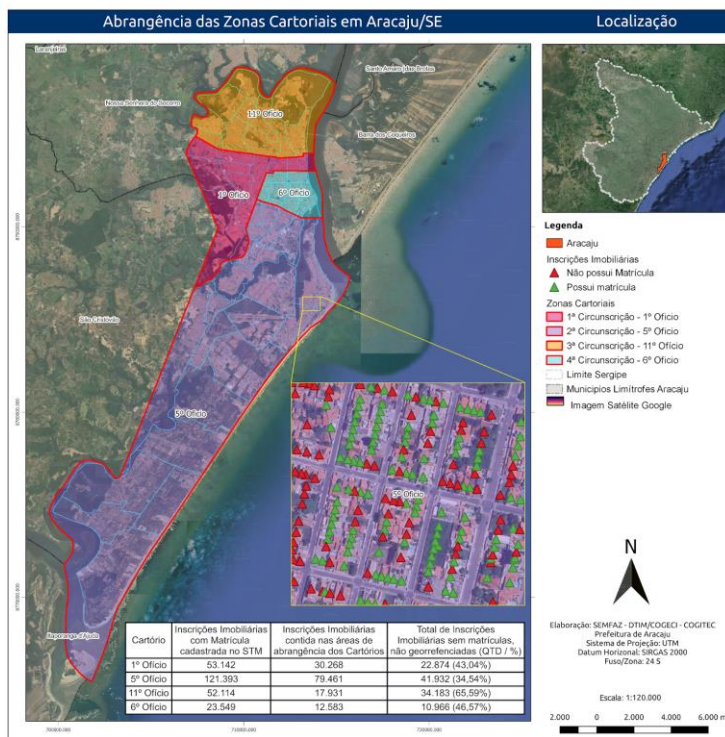 Abrangência das Zonas Cartoriais em Aracaju/SE
Localização
Laranjeiras
Santo Amaro das Brotas
Nossa Senhora do Socorro
11º Ofício
Barra dos Coqueiros
1º Ofício
6º Ofício
São Cristóvão
5º Ofício
5º Ofício
Itaporanga d'Ajuda
Legenda
Aracaju
Inscrições Imobiliárias
Não possui Matrícula
Possui matrícula
Zonas Cartoriais
1ª Circunscrição - 1º Ofício
2ª Circunscrição - 5º Ofício
3ª Circunscrição - 11º Ofício
4ª Circunscrição - 6º Ofício
Limite Sergipe
Municipios Limítrofes Aracaju
Imagem Satélite Google
N
Elaboração: SEMFAZ - DTIM/COGECI - COGITEC
Prefeitura de Aracaju
Sistema de Projeção: UTM
Datum Horizontal: SIRGAS 2000
Fuso/Zona: 24 S
Escala: 1:120.000
2.000 0 2.000 4.000 6.000 m
Cartório
Inscrições Imobiliárias
com Matrícula
cadastrada no STM
Inscrições Imobiliárias
contida nas áreas de
abrangência dos Cartórios
Total de Inscrições
Imobiliárias sem matrículas,
não georrefenciadas (QTD / %)
1º Ofício 53.142 30.268 22.874 (43,04%)
5º Ofício 121.393 79.461 41.932 (34,54%)
11º Ofício 52.114 17.931 34.183 (65,59%)
6º Ofício 23.549 12.583 10.966 (46,57%)